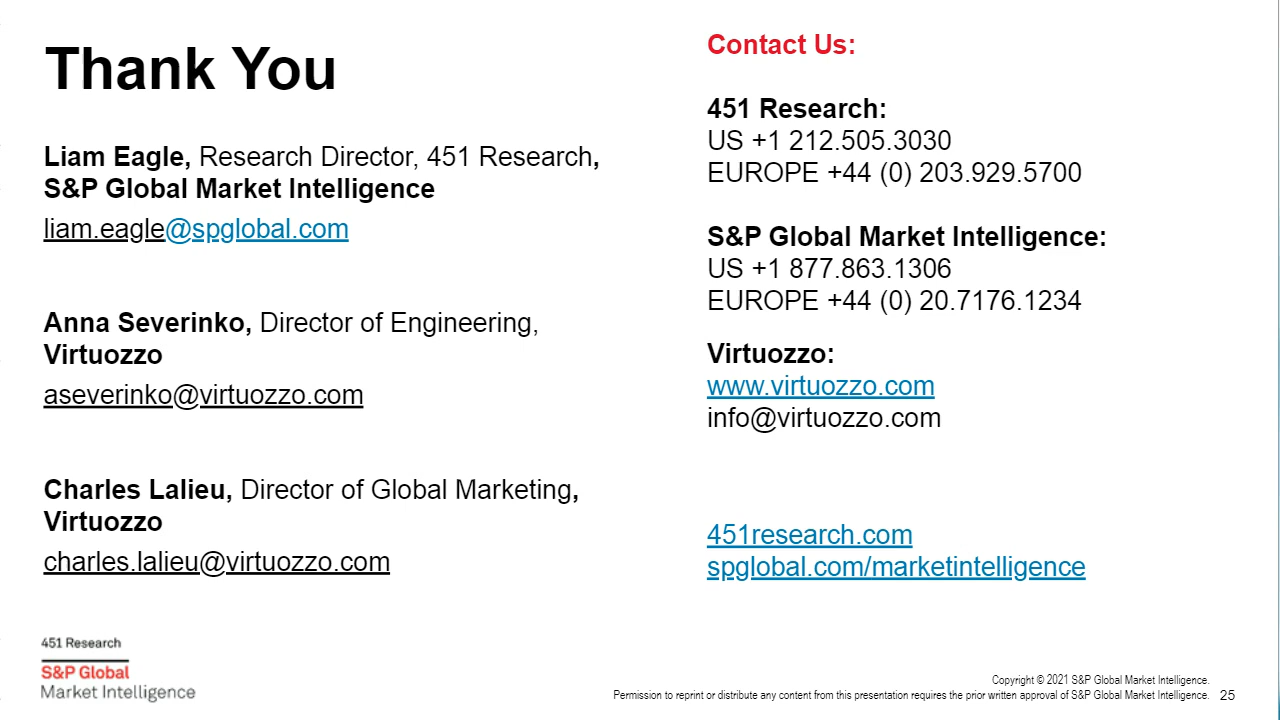 Thank You
Liam Eagle, Research Director, 451 Research,
S&P Global Market Intelligence
liam.eagle@spglobal.com
Anna Severinko, Director of Engineering,
Virtuozzo
aseverinko@virtuozzo.com
Charles Lalieu, Director of Global Marketing,
Virtuozzo
charles.lalieu@virtuozzo.com
Contact Us:
451 Research:
US +1 212.505.3030
EUROPE +44 (0) 203.929.5700
S&P Global Market Intelligence:
US +1 877.863.1306
EUROPE +44 (0) 20.7176.1234
Virtuozzo:
www.virtuozzo.com
info@virtuozzo.com
451research.com
spglobal.com/marketintelligence
451 Research
S&P Global
Market Intelligence
Copyright © 2021 S&P Global Market Intelligence.
Permission to reprint or distribute any content from this presentation requires the prior written approval of S&P Global Market Intelligence. 25